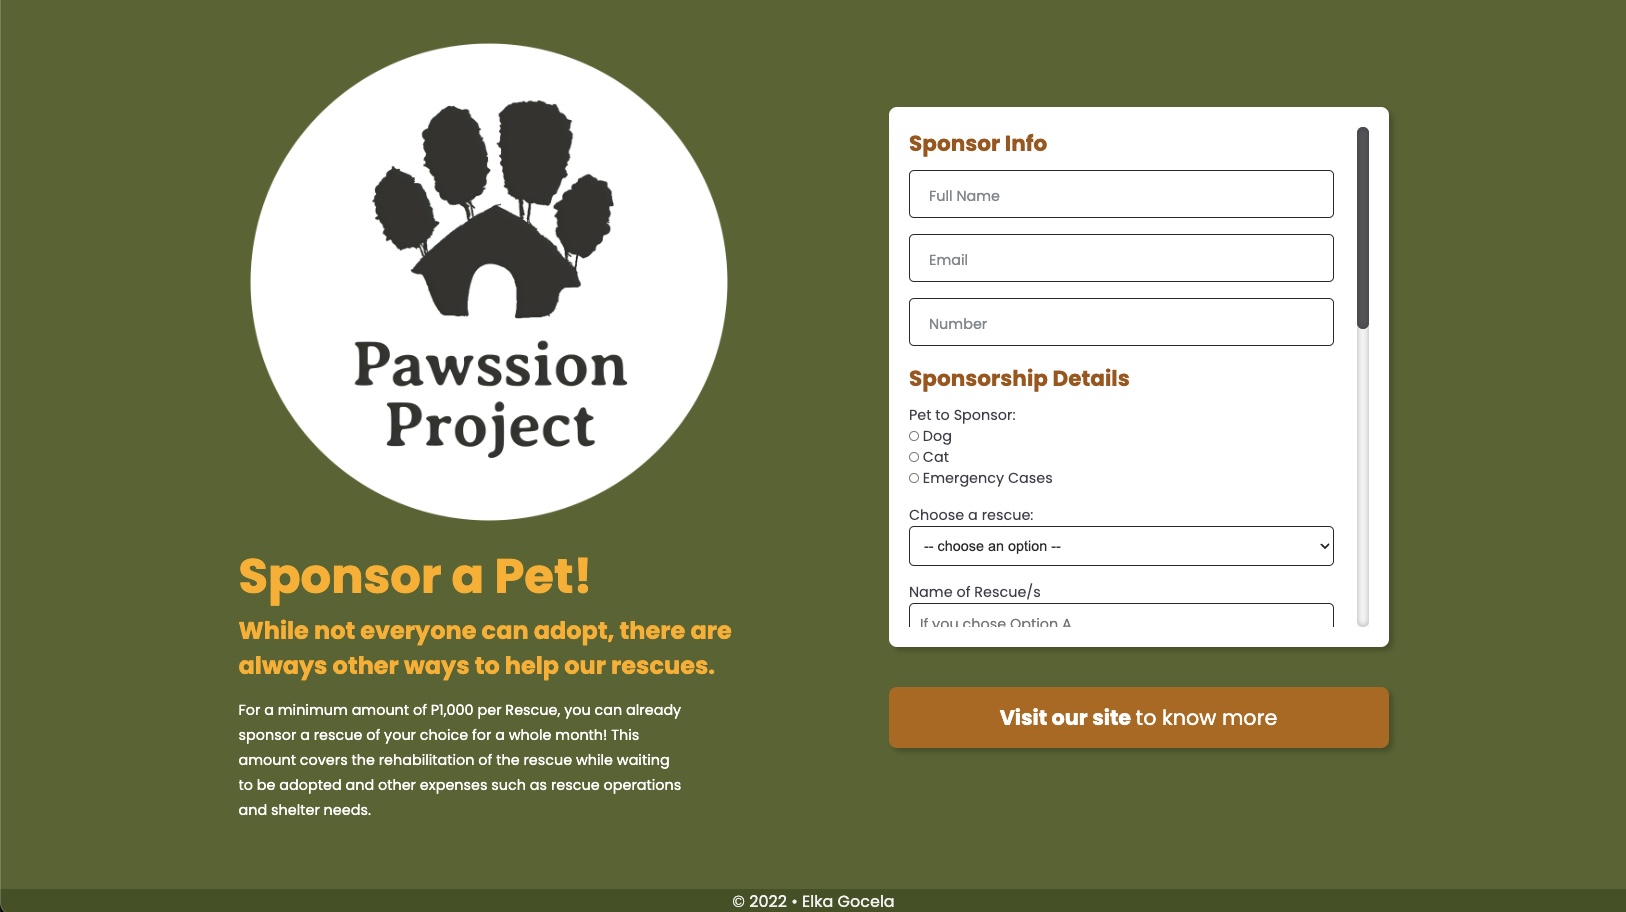 Pawssion
Project
Sponsor a Pet!
While not everyone can adopt, there are
always other ways to help our rescues.
For a minimum amount of P1,000 per Rescue, you can already
sponsor a rescue of your choice for a whole month! This
amount covers the rehabilitation of the rescue while waiting
to be adopted and other expenses such as rescue operations
and shelter needs.
Sponsor Info
Full Name
Email
Number
Sponsorship Details
Pet to Sponsor:
Dog
Cat
Emergency Cases
Choose a rescue:
-- choose an option --
Name of Rescue/s
If you chose Option A
Visit our site to know more
© 2022 • Elka Gocela